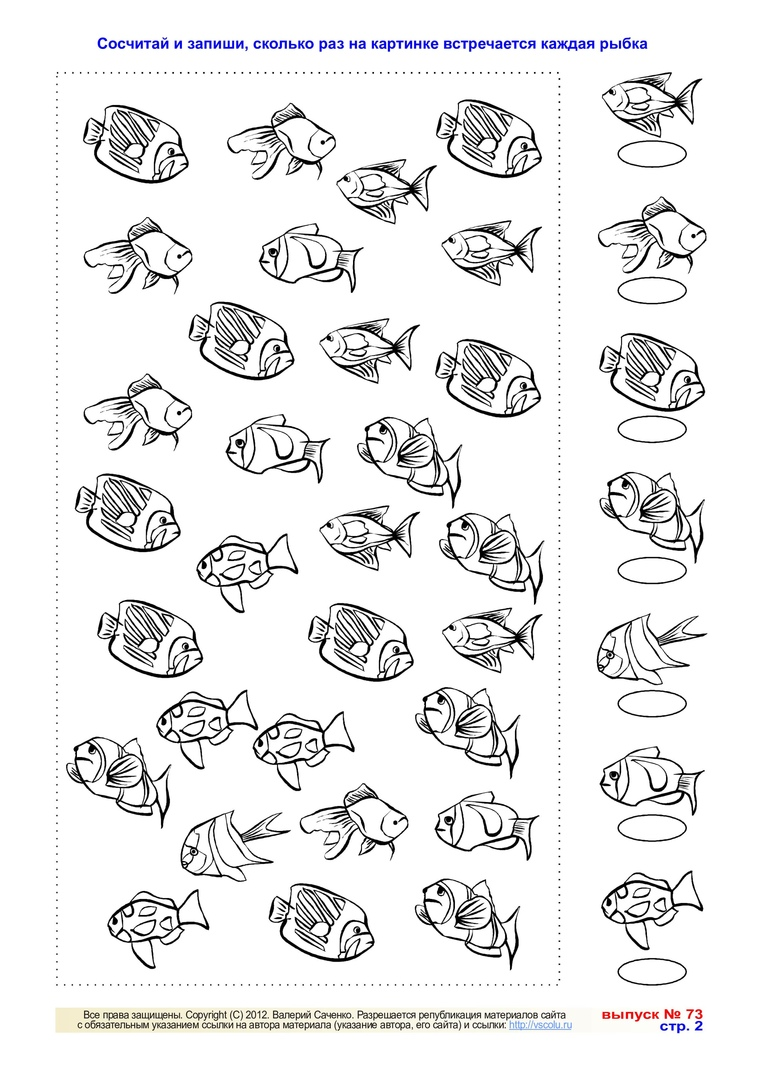 Сосчитай и запиши, сколько раз на картинке встречается каждая рыбка
Все права защищены. Copyright (C) 2012. Валерий Саченко. Разрешается републикация материалов сайта
с обязательным указанием ссылки на автора материала (указание автора, его сайта) и ссылки: http://vscolu.ru
выпуск № 73
стр. 2